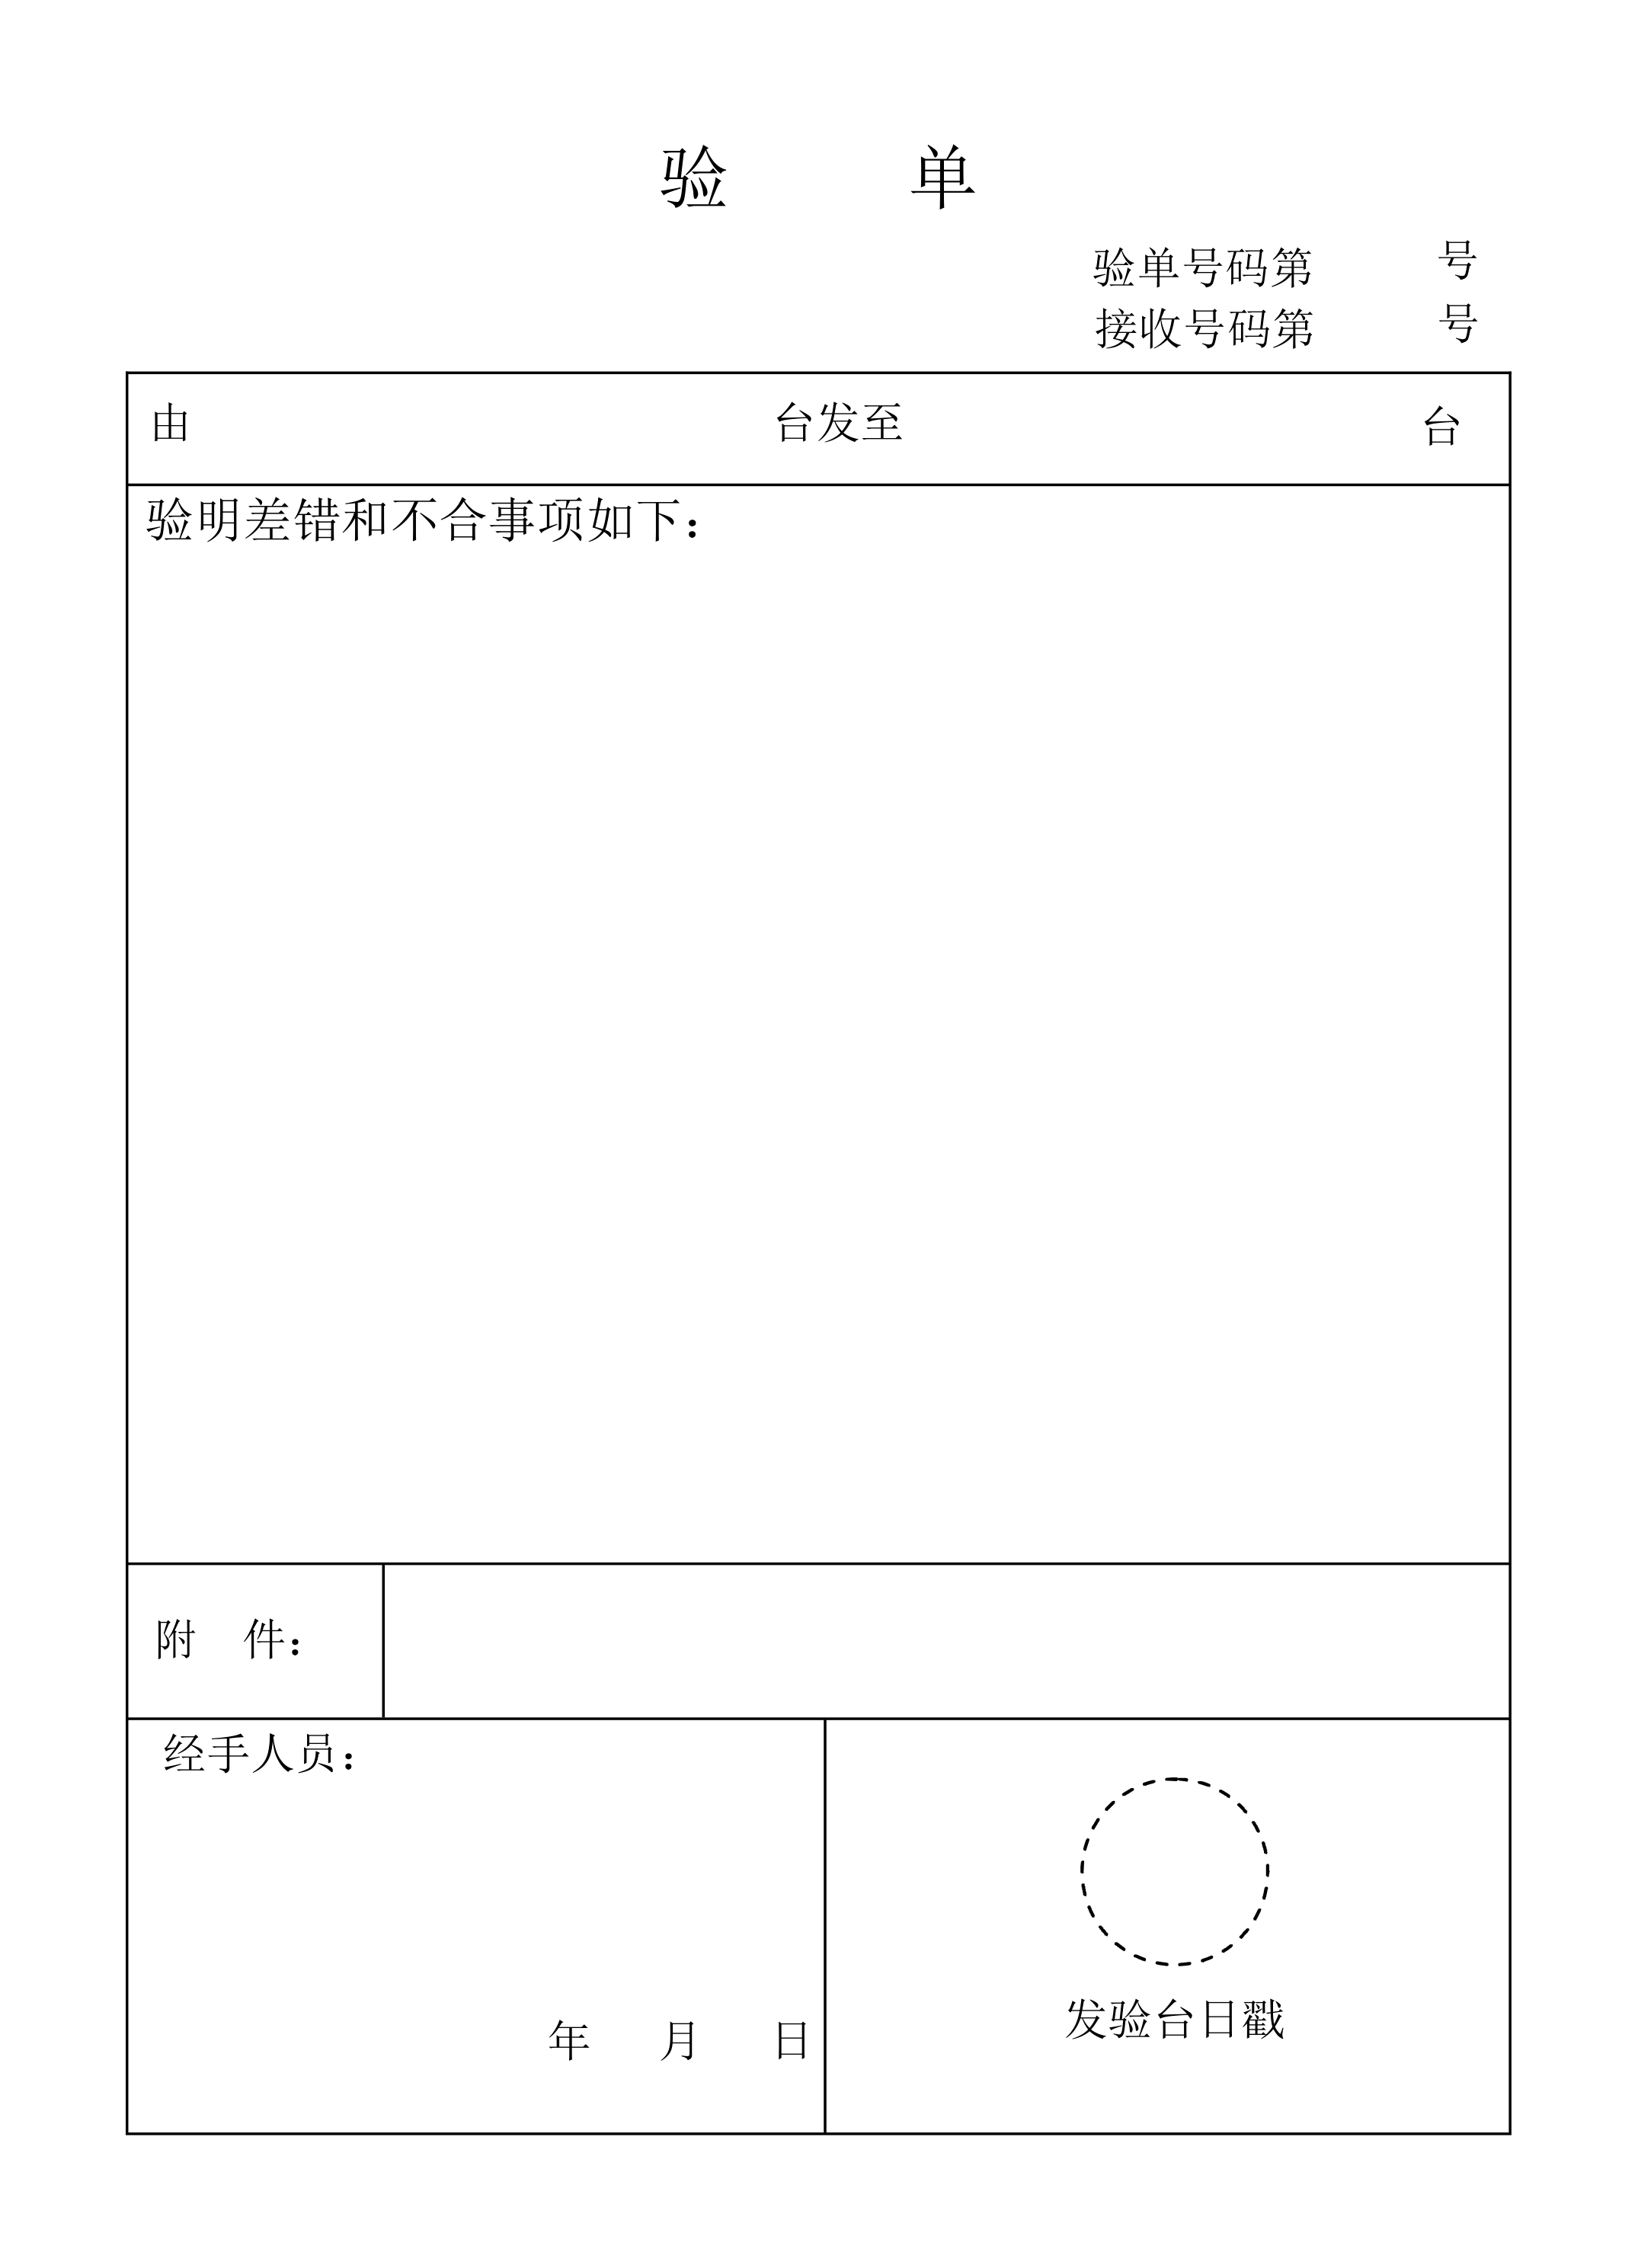 验 单
验单号码第 号
接收号码第 号
由 台发至 台
验明差错和不合事项如下：
附 件：
经手人员：
发验台日戳
年 月 日